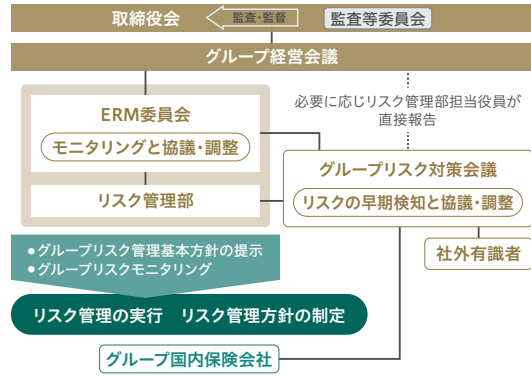 取締役会
監査・監督
監査等委員会
グループ経営会議
ERM委員会
モニタリングと協議・調整
リスク管理部
必要に応じリスク管理部担当役員が
直接報告
グループリスク対策会議
リスクの早期検知と協議・調整
社外有識者
●グループリスク管理基本方針の提示
●グループリスクモニタリング
リスク管理の実行　リスク管理方針の制定
グループ国内保険会社